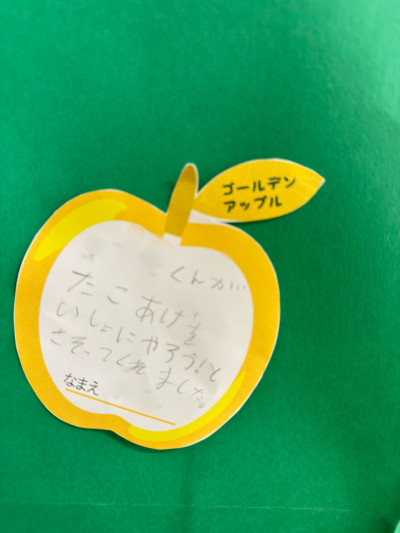 ゴールデン
アップル
くんが
たこあげを
いしょにやろう!と
さそってくれました。
なまえ